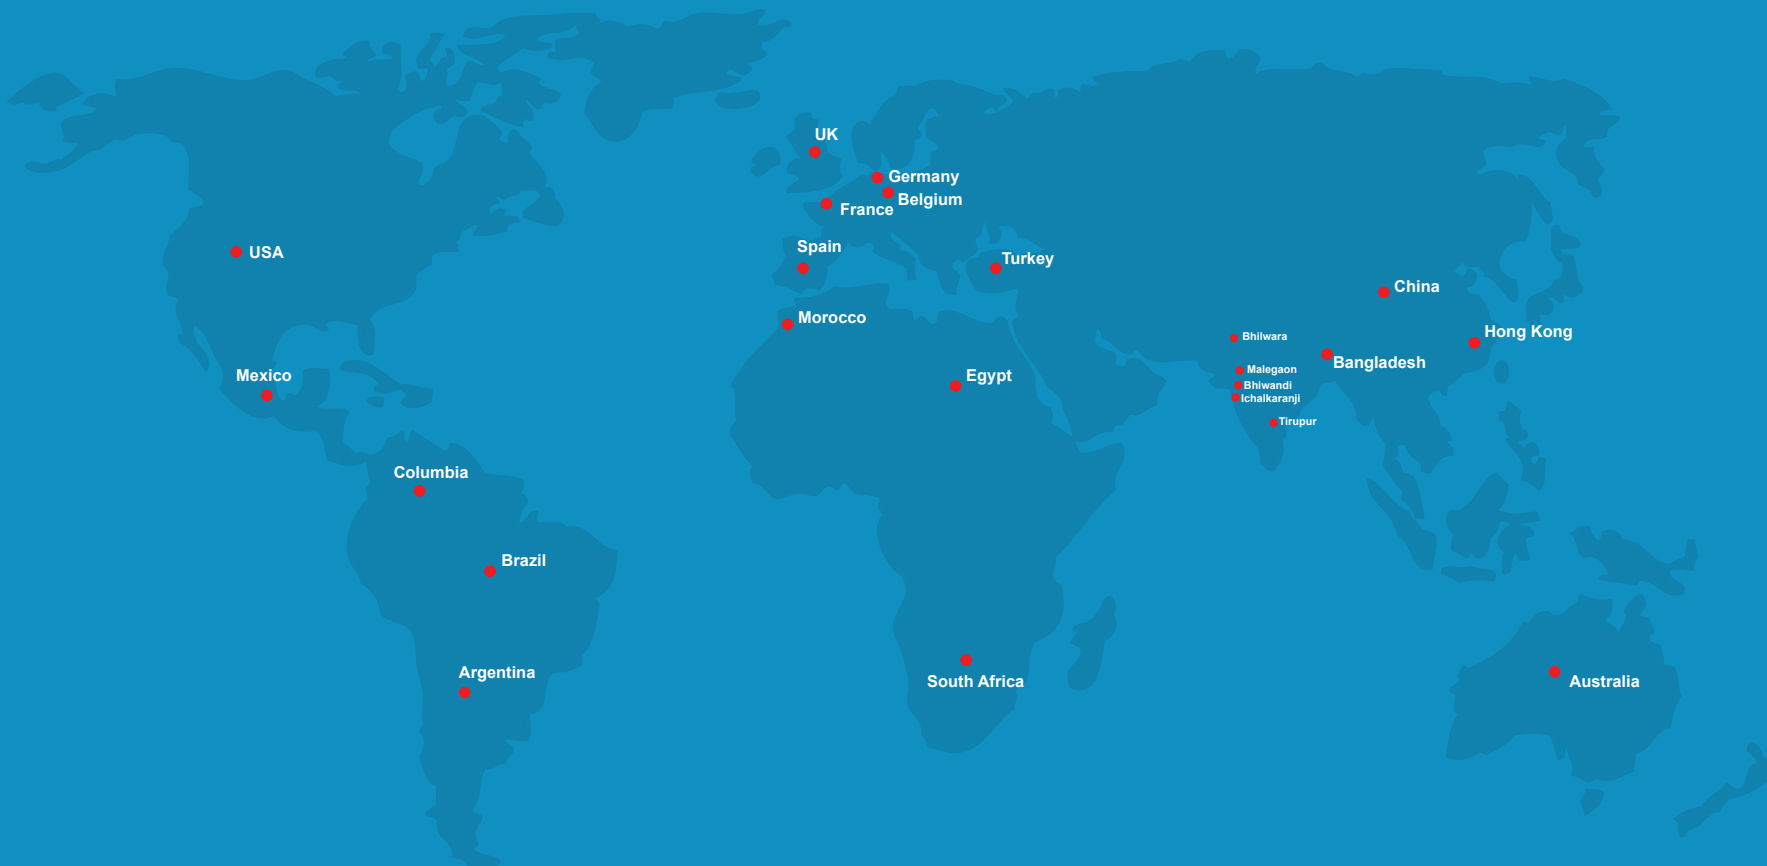 UK
Germany
Belgium
France
Spain
USA
Turkey
China
Morocco
Hong Kong
Bhilwara
Bangladesh
Malegaon
Mexico
Egypt
Bhiwandi
Ichalkaranji
Tirupur
Columbia
Brazil
Argentina
South Africa
Australia